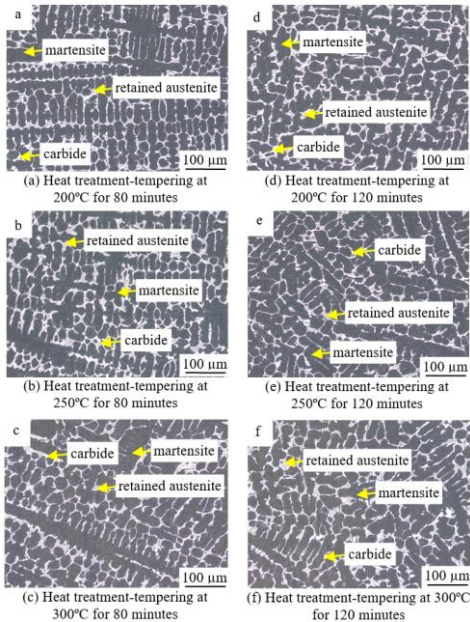 a
martensite
retained austenite
carbide
100 µm
(a) Heat treatment-tempering at
200ºC for 80 minutes
d
martensite
retained austenite
carbide
100 µm
(d) Heat treatment-tempering at
200ºC for 120 minutes
b
retained austenite
martensite
carbide
100 µm
(b) Heat treatment-tempering at
250ºC for 80 minutes
e
carbide
retained austenite
martensite
100 µm
(e) Heat treatment-tempering at
250ºC for 120 minutes
c
carbide
martensite
retained austenite
100 µm
(c) Heat treatment-tempering at
300ºC for 80 minutes
f
retained austenite
martensite
carbide
100 µm
(f) Heat treatment-tempering at 300ºC
for 120 minutes